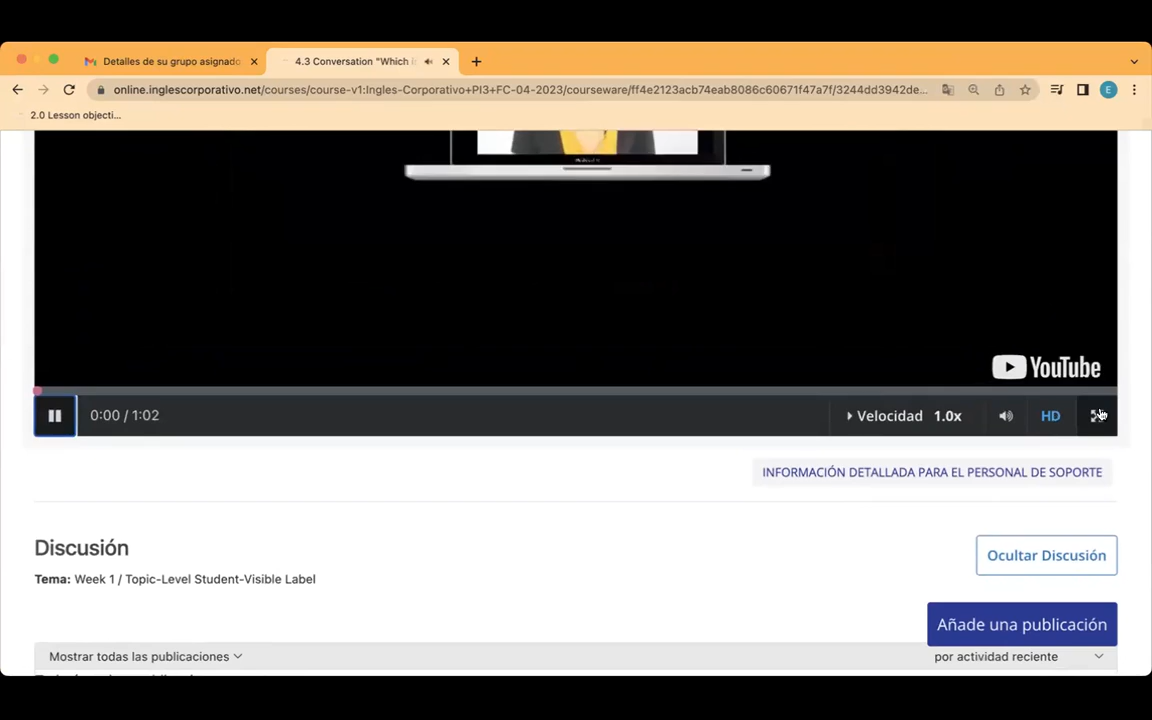 Detalles de su grupo asignado
4.3 Conversation "Which i
online.inglescorporativo.net/courses/course-v1:Ingles-Corporativo+PI3+FC-04-2023/courseware/ff4e2123acb74eab8086c60671f47a7f/3244dd3942de...
E
2.0 Lesson objecti...
YouTube
0:00 / 1:02
Velocidad 1.0x
HD
INFORMACIÓN DETALLADA PARA EL PERSONAL DE SOPORTE
Discusión
Ocultar Discusión
Tema: Week 1 / Topic-Level Student-Visible Label
Añade una publicación
Mostrar todas las publicaciones
por actividad reciente